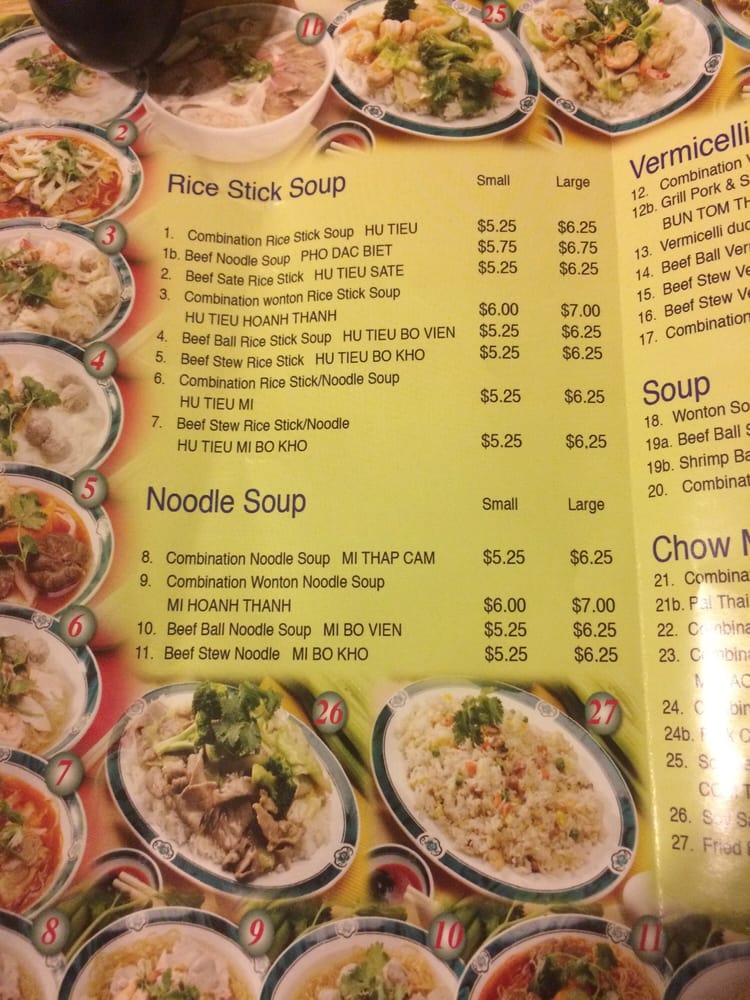 1b
25
2
3
4
5
6
7
8
9
10
11
26
27
Rice Stick Soup Small Large
1. Combination Rice Stick Soup HU TIEU $5.25 $6.25
1b. Beef Noodle Soup PHO DAC BIET $5.75 $6.75
2. Beef Sate Rice Stick HU TIEU SATE $5.25 $6.25
3. Combination wonton Rice Stick Soup
HU TIEU HOANH THANH $6.00 $7.00
4. Beef Ball Rice Stick Soup HU TIEU BO VIEN $5.25 $6.25
5. Beef Stew Rice Stick HU TIEU BO KHO $5.25 $6.25
6. Combination Rice Stick/Noodle Soup
HU TIEU MI $5.25 $6.25
7. Beef Stew Rice Stick/Noodle
HU TIEU MI BO KHO $5.25 $6.25
Noodle Soup Small Large
8. Combination Noodle Soup MI THAP CAM $5.25 $6.25
9. Combination Wonton Noodle Soup
MI HOANH THANH $6.00 $7.00
10. Beef Ball Noodle Soup MI BO VIEN $5.25 $6.25
11. Beef Stew Noodle MI BO KHO $5.25 $6.25
Vermicelli
12. Combination
12b. Grill Pork &
BUN TOM
13. Vermicelli
14. Beef Ball
15. Beef Stew
16. Beef Stew
17. Combination
Soup
18. Wonton
19a. Beef Ball
19b. Shrimp
20.
Chow
21.
21b. Thai
22.
23.
24.
24b.
25.
26.
27. Fried